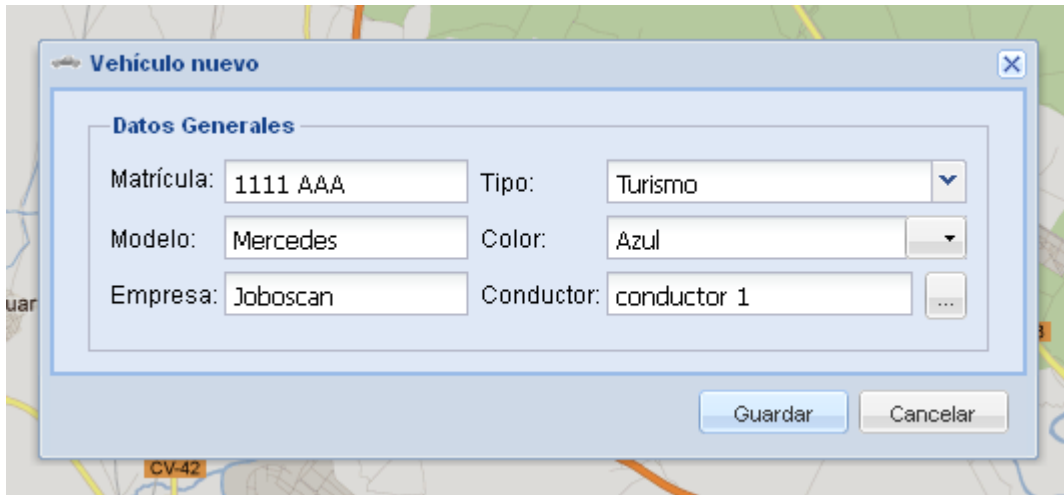 Vehículo nuevo
Datos Generales
Matrícula: 1111 AAA Tipo: Turismo
Modelo: Mercedes Color: Azul
Empresa: Joboscan Conductor: conductor 1 ...
uar
Guardar Cancelar
CV-42